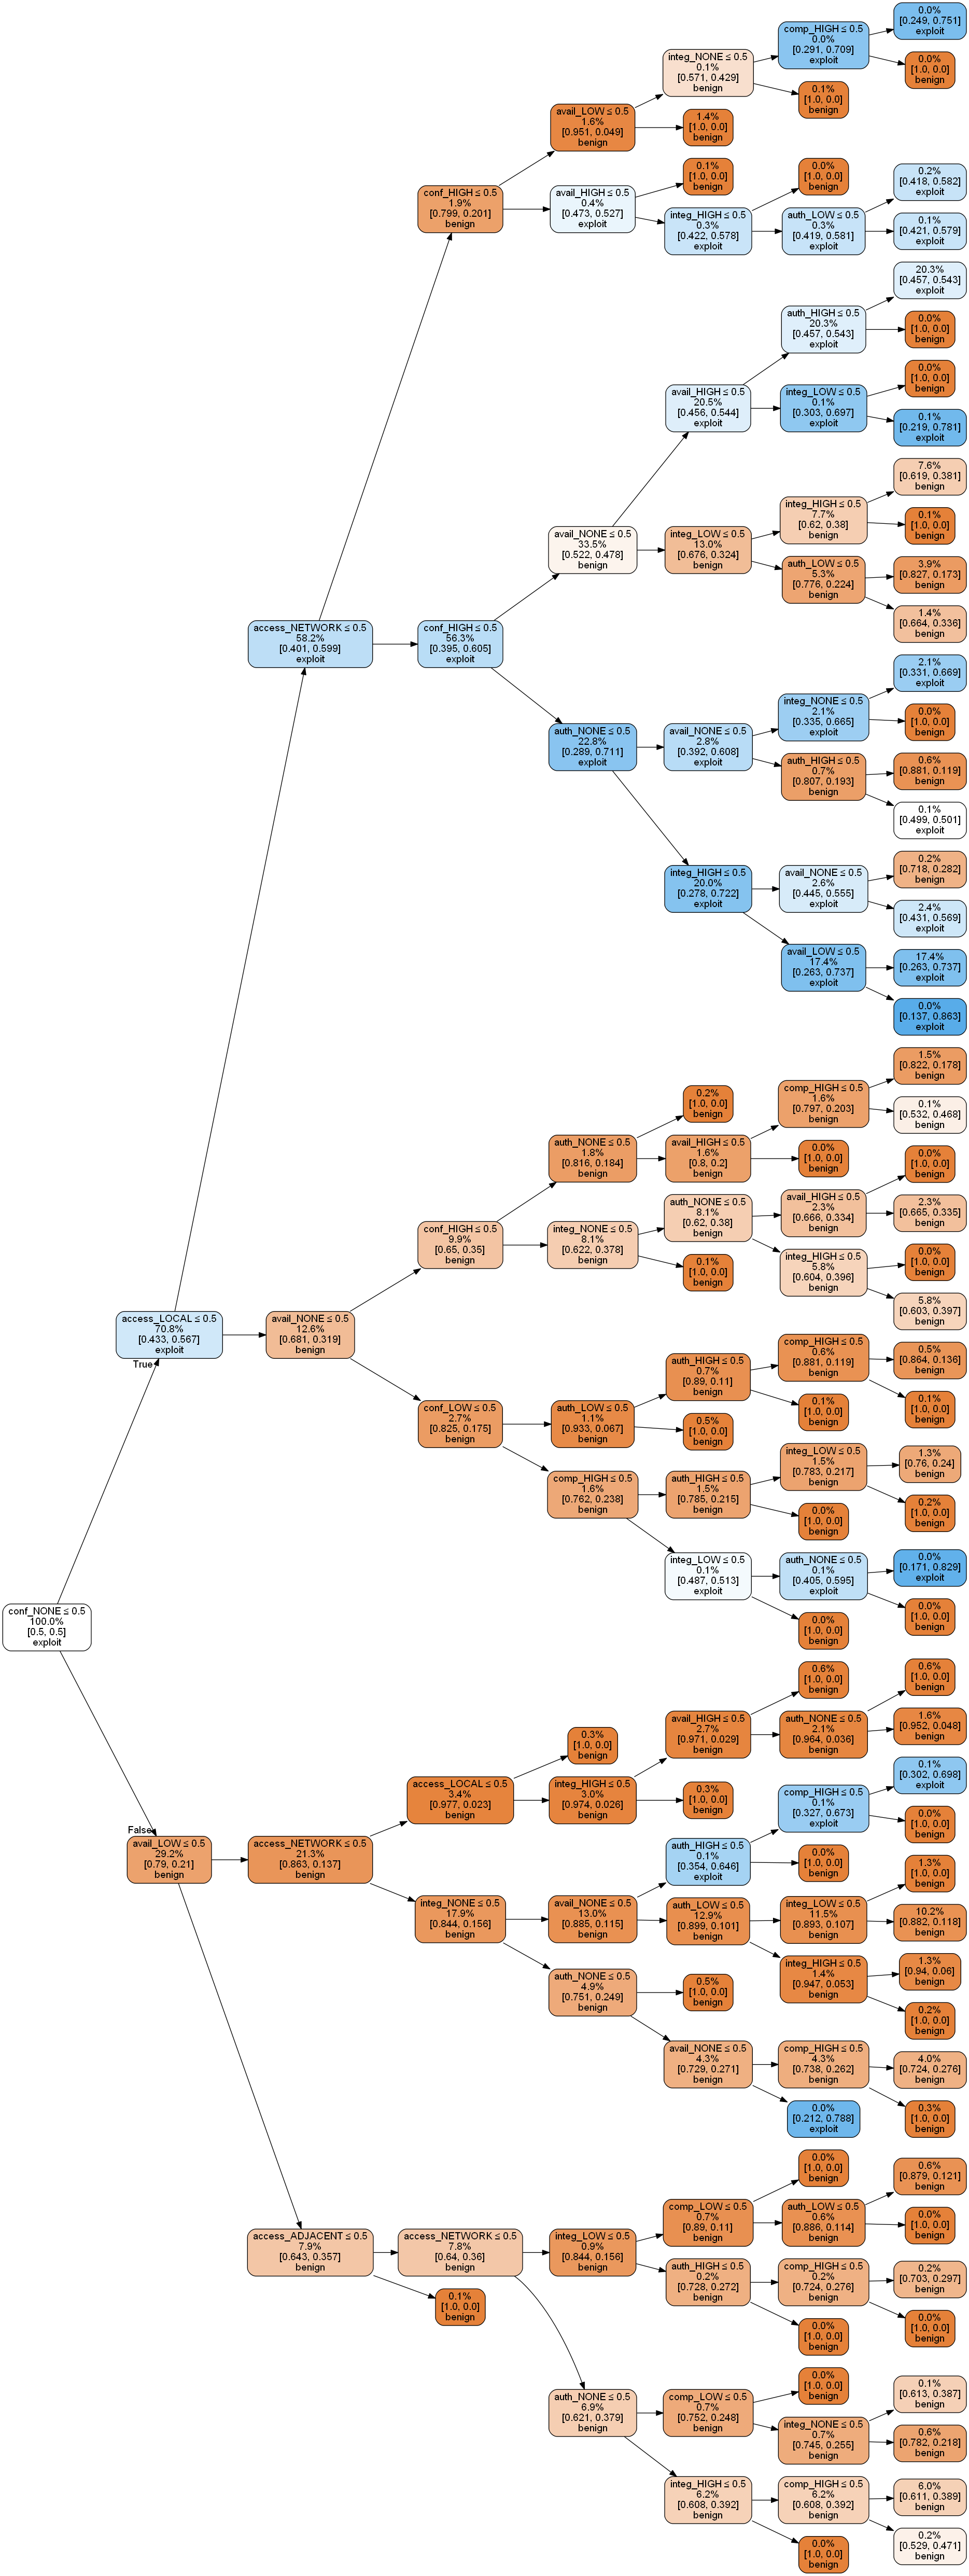 0.0%
[0.249, 0.751]
exploit
comp_HIGH ≤ 0.5
0.0%
[0.291, 0.709]
exploit
integ_NONE ≤ 0.5
0.1%
[0.571, 0.429]
benign
0.0%
[1.0, 0.0]
benign
0.1%
[1.0, 0.0]
benign
avail_LOW ≤ 0.5
1.6%
[0.951, 0.049]
benign
1.4%
[1.0, 0.0]
benign
0.1%
[1.0, 0.0]
benign
0.0%
[1.0, 0.0]
benign
0.2%
[0.418, 0.582]
exploit
conf_HIGH ≤ 0.5
1.9%
[0.799, 0.201]
benign
avail_HIGH ≤ 0.5
0.4%
[0.473, 0.527]
exploit
integ_HIGH ≤ 0.5
0.3%
[0.422, 0.578]
exploit
auth_LOW ≤ 0.5
0.3%
[0.419, 0.581]
exploit
0.1%
[0.421, 0.579]
exploit
20.3%
[0.457, 0.543]
exploit
auth_HIGH ≤ 0.5
20.3%
[0.457, 0.543]
exploit
0.0%
[1.0, 0.0]
benign
0.0%
[1.0, 0.0]
benign
avail_HIGH ≤ 0.5
20.5%
[0.456, 0.544]
exploit
integ_LOW ≤ 0.5
0.1%
[0.303, 0.697]
exploit
0.1%
[0.219, 0.781]
exploit
7.6%
[0.619, 0.381]
benign
integ_HIGH ≤ 0.5
7.7%
[0.62, 0.38]
benign
0.1%
[1.0, 0.0]
benign
avail_NONE ≤ 0.5
33.5%
[0.522, 0.478]
benign
integ_LOW ≤ 0.5
13.0%
[0.676, 0.324]
benign
auth_LOW ≤ 0.5
5.3%
[0.776, 0.224]
benign
3.9%
[0.827, 0.173]
benign
1.4%
[0.664, 0.336]
benign
access_NETWORK ≤ 0.5
58.2%
[0.401, 0.599]
exploit
conf_HIGH ≤ 0.5
56.3%
[0.395, 0.605]
exploit
2.1%
[0.331, 0.669]
exploit
integ_NONE ≤ 0.5
2.1%
[0.335, 0.665]
exploit
0.0%
[1.0, 0.0]
benign
auth_NONE ≤ 0.5
22.8%
[0.289, 0.711]
exploit
avail_NONE ≤ 0.5
2.8%
[0.392, 0.608]
exploit
auth_HIGH ≤ 0.5
0.7%
[0.807, 0.193]
benign
0.6%
[0.881, 0.119]
benign
0.1%
[0.499, 0.501]
exploit
0.2%
[0.718, 0.282]
benign
integ_HIGH ≤ 0.5
20.0%
[0.278, 0.722]
exploit
avail_NONE ≤ 0.5
2.6%
[0.445, 0.555]
exploit
2.4%
[0.431, 0.569]
exploit
avail_LOW ≤ 0.5
17.4%
[0.263, 0.737]
exploit
17.4%
[0.263, 0.737]
exploit
0.0%
[0.137, 0.863]
exploit
1.5%
[0.822, 0.178]
benign
0.2%
[1.0, 0.0]
benign
comp_HIGH ≤ 0.5
1.6%
[0.797, 0.203]
benign
0.1%
[0.532, 0.468]
benign
auth_NONE ≤ 0.5
1.8%
[0.816, 0.184]
benign
avail_HIGH ≤ 0.5
1.6%
[0.8, 0.2]
benign
0.0%
[1.0, 0.0]
benign
0.0%
[1.0, 0.0]
benign
conf_HIGH ≤ 0.5
9.9%
[0.65, 0.35]
benign
integ_NONE ≤ 0.5
8.1%
[0.622, 0.378]
benign
auth_NONE ≤ 0.5
8.1%
[0.62, 0.38]
benign
avail_HIGH ≤ 0.5
2.3%
[0.666, 0.334]
benign
2.3%
[0.665, 0.335]
benign
0.1%
[1.0, 0.0]
benign
integ_HIGH ≤ 0.5
5.8%
[0.604, 0.396]
benign
0.0%
[1.0, 0.0]
benign
5.8%
[0.603, 0.397]
benign
access_LOCAL ≤ 0.5
70.8%
[0.433, 0.567]
exploit
True
avail_NONE ≤ 0.5
12.6%
[0.681, 0.319]
benign
auth_HIGH ≤ 0.5
0.7%
[0.89, 0.11]
benign
comp_HIGH ≤ 0.5
0.6%
[0.881, 0.119]
benign
0.5%
[0.864, 0.136]
benign
0.1%
[1.0, 0.0]
benign
0.1%
[1.0, 0.0]
benign
conf_LOW ≤ 0.5
2.7%
[0.825, 0.175]
benign
auth_LOW ≤ 0.5
1.1%
[0.933, 0.067]
benign
0.5%
[1.0, 0.0]
benign
integ_LOW ≤ 0.5
1.5%
[0.783, 0.217]
benign
1.3%
[0.76, 0.24]
benign
comp_HIGH ≤ 0.5
1.6%
[0.762, 0.238]
benign
auth_HIGH ≤ 0.5
1.5%
[0.785, 0.215]
benign
0.0%
[1.0, 0.0]
benign
0.2%
[1.0, 0.0]
benign
integ_LOW ≤ 0.5
0.1%
[0.487, 0.513]
exploit
auth_NONE ≤ 0.5
0.1%
[0.405, 0.595]
exploit
0.0%
[0.171, 0.829]
exploit
0.0%
[1.0, 0.0]
benign
conf_NONE ≤ 0.5
100.0%
[0.5, 0.5]
exploit
0.0%
[1.0, 0.0]
benign
0.6%
[1.0, 0.0]
benign
0.6%
[1.0, 0.0]
benign
avail_HIGH ≤ 0.5
2.7%
[0.971, 0.029]
benign
auth_NONE ≤ 0.5
2.1%
[0.964, 0.036]
benign
1.6%
[0.952, 0.048]
benign
0.3%
[1.0, 0.0]
benign
access_LOCAL ≤ 0.5
3.4%
[0.977, 0.023]
benign
integ_HIGH ≤ 0.5
3.0%
[0.974, 0.026]
benign
0.3%
[1.0, 0.0]
benign
comp_HIGH ≤ 0.5
0.1%
[0.327, 0.673]
exploit
0.1%
[0.302, 0.698]
exploit
0.0%
[1.0, 0.0]
benign
False
avail_LOW ≤ 0.5
29.2%
[0.79, 0.21]
benign
access_NETWORK ≤ 0.5
21.3%
[0.863, 0.137]
benign
auth_HIGH ≤ 0.5
0.1%
[0.354, 0.646]
exploit
0.0%
[1.0, 0.0]
benign
1.3%
[1.0, 0.0]
benign
integ_NONE ≤ 0.5
17.9%
[0.844, 0.156]
benign
avail_NONE ≤ 0.5
13.0%
[0.885, 0.115]
benign
auth_LOW ≤ 0.5
12.9%
[0.899, 0.101]
benign
integ_LOW ≤ 0.5
11.5%
[0.893, 0.107]
benign
10.2%
[0.882, 0.118]
benign
integ_HIGH ≤ 0.5
1.4%
[0.947, 0.053]
benign
1.3%
[0.94, 0.06]
benign
auth_NONE ≤ 0.5
4.9%
[0.751, 0.249]
benign
0.5%
[1.0, 0.0]
benign
0.2%
[1.0, 0.0]
benign
avail_NONE ≤ 0.5
4.3%
[0.729, 0.271]
benign
comp_HIGH ≤ 0.5
4.3%
[0.738, 0.262]
benign
4.0%
[0.724, 0.276]
benign
0.0%
[0.212, 0.788]
exploit
0.3%
[1.0, 0.0]
benign
0.0%
[1.0, 0.0]
benign
0.6%
[0.879, 0.121]
benign
comp_LOW ≤ 0.5
0.7%
[0.89, 0.11]
benign
auth_LOW ≤ 0.5
0.6%
[0.886, 0.114]
benign
0.0%
[1.0, 0.0]
benign
access_ADJACENT ≤ 0.5
7.9%
[0.643, 0.357]
benign
access_NETWORK ≤ 0.5
7.8%
[0.64, 0.36]
benign
integ_LOW ≤ 0.5
0.9%
[0.844, 0.156]
benign
auth_HIGH ≤ 0.5
0.2%
[0.728, 0.272]
benign
comp_HIGH ≤ 0.5
0.2%
[0.724, 0.276]
benign
0.2%
[0.703, 0.297]
benign
0.1%
[1.0, 0.0]
benign
0.0%
[1.0, 0.0]
benign
0.0%
[1.0, 0.0]
benign
0.0%
[1.0, 0.0]
benign
0.1%
[0.613, 0.387]
benign
auth_NONE ≤ 0.5
6.9%
[0.621, 0.379]
benign
comp_LOW ≤ 0.5
0.7%
[0.752, 0.248]
benign
integ_NONE ≤ 0.5
0.7%
[0.745, 0.255]
benign
0.6%
[0.782, 0.218]
benign
integ_HIGH ≤ 0.5
6.2%
[0.608, 0.392]
benign
comp_HIGH ≤ 0.5
6.2%
[0.608, 0.392]
benign
6.0%
[0.611, 0.389]
benign
0.0%
[1.0, 0.0]
benign
0.2%
[0.529, 0.471]
benign